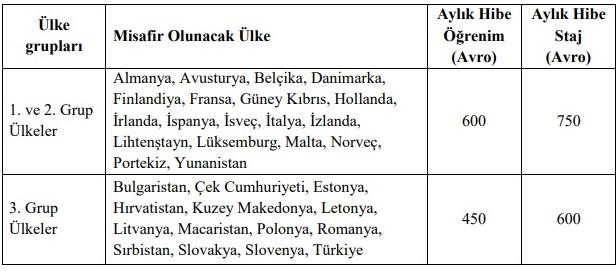 Ülke
grupları
Misafir Olunacak Ülke
Aylık Hibe
Öğrenim
(Avro)
Aylık Hibe
Staj
(Avro)
1. ve 2. Grup
Ülkeler
Almanya, Avusturya, Belçika, Danimarka,
Finlandiya, Fransa, Güney Kıbrıs, Hollanda,
İrlanda, İspanya, İsveç, İtalya, İzlanda,
Lihtenştayn, Lüksemburg, Malta, Norveç,
Portekiz, Yunanistan
600
750
3. Grup
Ülkeler
Bulgaristan, Çek Cumhuriyeti, Estonya,
Hırvatistan, Kuzey Makedonya, Letonya,
Litvanya, Macaristan, Polonya, Romanya,
Sırbistan, Slovakya, Slovenya, Türkiye
450
600